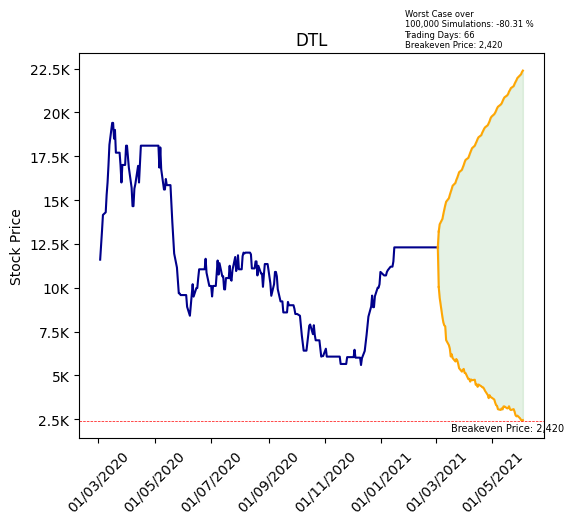 Worst Case over
100,000 Simulations: -80.31 %
Trading Days: 66
Breakeven Price: 2,420
DTL
Stock Price
22.5K
20K
17.5K
15K
12.5K
10K
7.5K
5K
2.5K
Breakeven Price: 2,420
01/03/2020
01/05/2020
01/07/2020
01/09/2020
01/11/2020
01/01/2021
01/03/2021
01/05/2021